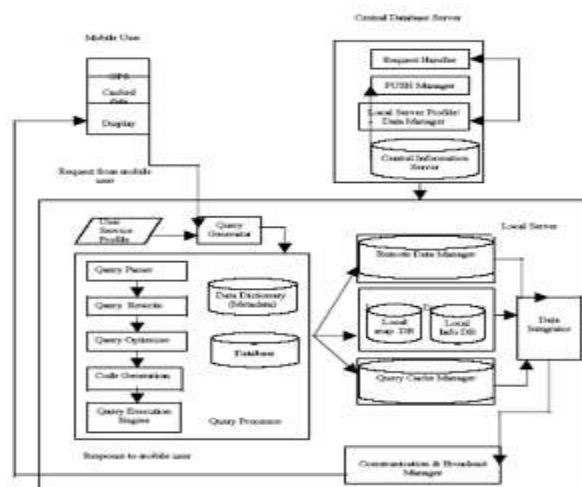 Central Database Server
Mobile User
Request Handler
GPS
PUSH Manager
Cached
data
Local Server Profile/
Data Manager
Display
Central Information
Server
Request from mobile
user
User
Service
Profile
Query
Generator
Local Server
Remote Data Manager
Query Parser
Data Dictionary
(Metadata)
Query Rewrite
Local
map DB
Local
Info DB
Data
Integrator
Query Optimizer
Database
Code Generation
Query Cache Manager
Query Execution
Engine
Query Processor
Response to mobile user
Communication & Broadcast
Manager